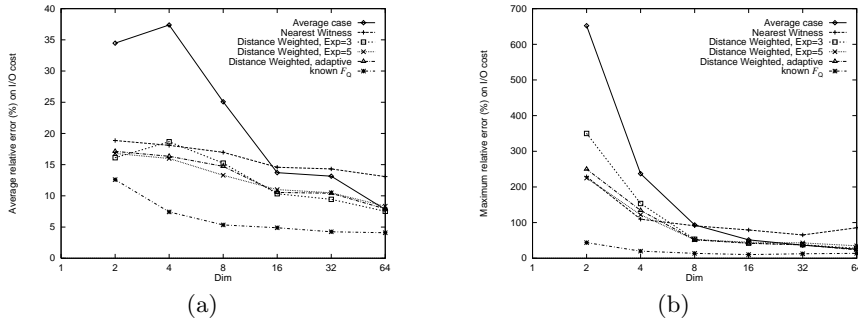 Average relative error (%) on I/O cost
40
35
30
25
20
15
10
5
0
1 2 4 8 16 32 64
Dim
Average case
Nearest Witness
Distance Weighted, Exp=3
Distance Weighted, Exp=5
Distance Weighted, adaptive
known F_Q
(a)
Maximum relative error (%) on I/O cost
700
600
500
400
300
200
100
0
1 2 4 8 16 32 64
Dim
Average case
Nearest Witness
Distance Weighted, Exp=3
Distance Weighted, Exp=5
Distance Weighted, adaptive
known F_Q
(b)